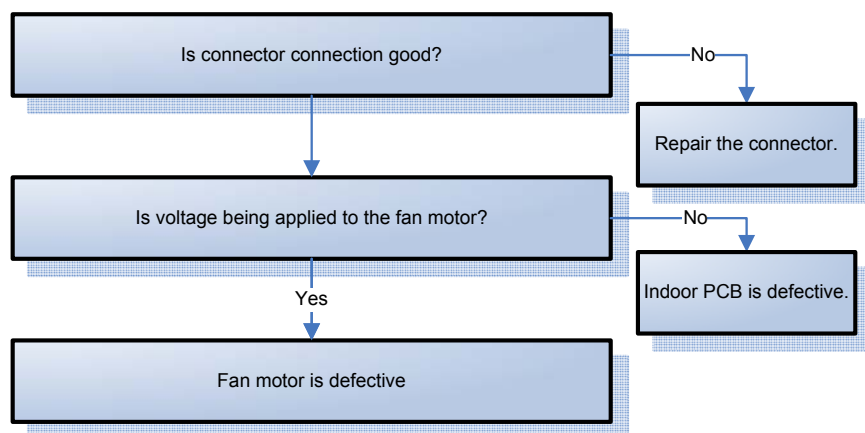 Is connector connection good?
No
Repair the connector.
Is voltage being applied to the fan motor?
No
Indoor PCB is defective.
Yes
Fan motor is defective